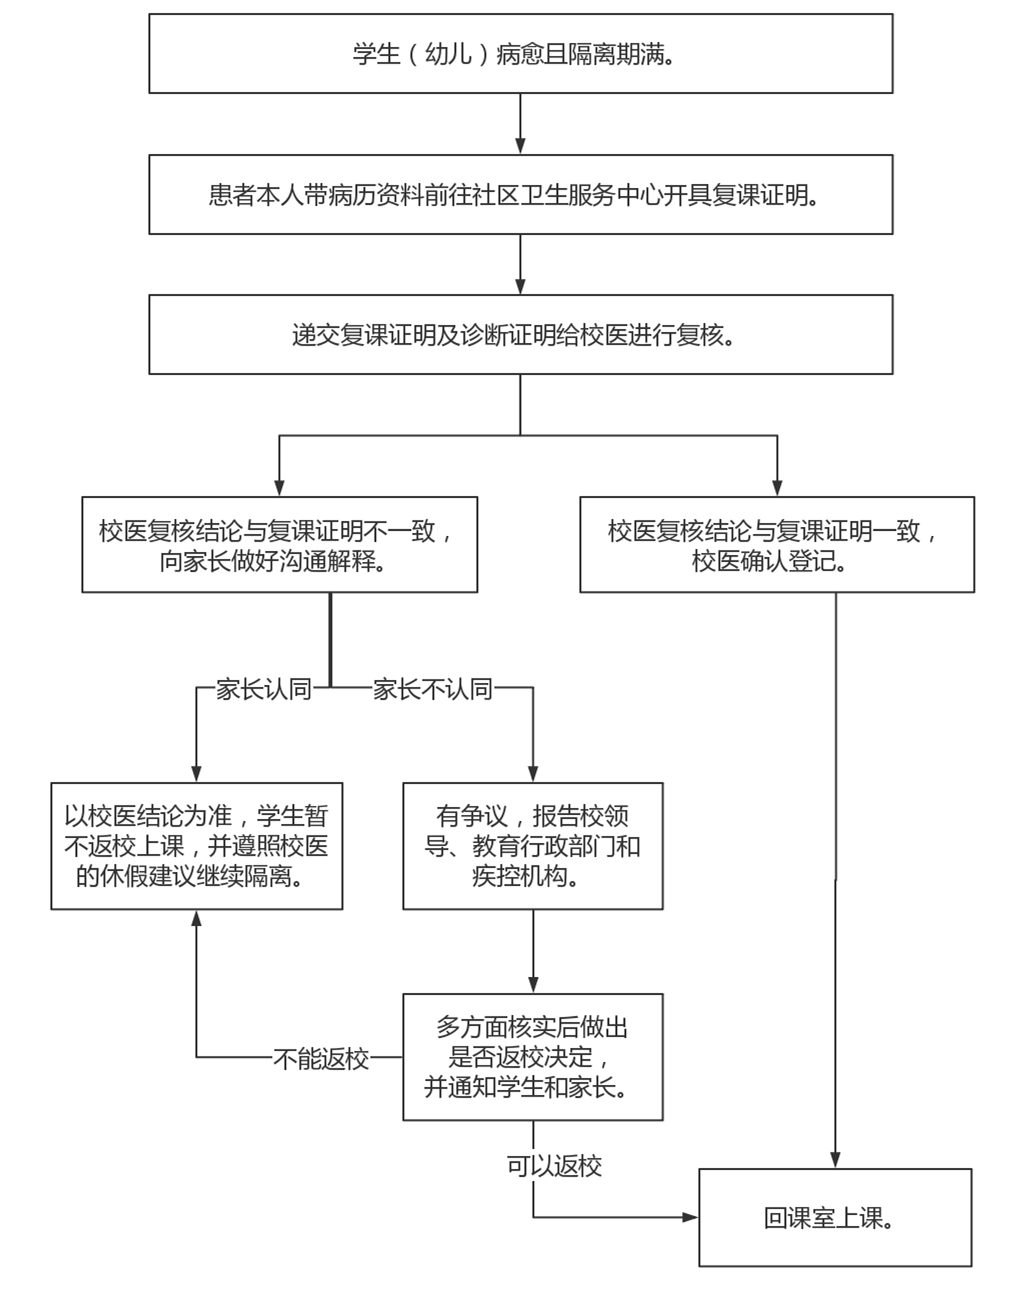 学生（幼儿）病愈且隔离期满。
患者本人带病历资料前往社区卫生服务中心开具复课证明。
递交复课证明及诊断证明给校医进行复核。
校医复核结论与复课证明不一致，
向家长做好沟通解释。
校医复核结论与复课证明一致，
校医确认登记。
家长认同
家长不认同
以校医结论为准，学生暂
不返校上课，并遵照校医
的休假建议继续隔离。
有争议，报告校领
导、教育行政部门和
疾控机构。
多方面核实后做出
是否返校决定，
并通知学生和家长。
不能返校
可以返校
回课室上课。